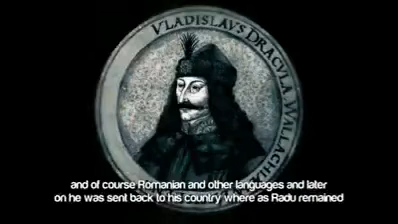 VLADISLAVS DRACVLA WALLACHIÆ
and of course Romanian and other languages and later
on he was sent back to his country where as Radu remained